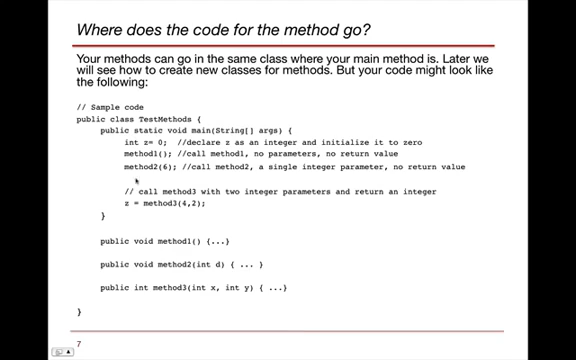 Where does the code for the method go?
Your methods can go in the same class where your main method is. Later we
will see how to create new classes for methods. But your code might look like
the following:
// Sample code
public class TestMethods {
public static void main(String[] args) {
int z= 0; //declare z as an integer and initialize it to zero
method1(); //call method1, no parameters, no return value
method2(6); //call method2, a single integer parameter, no return value
// call method3 with two integer parameters and return an integer
z = method3(4,2);
}
public void method1() {...}
public void method2(int d) { ... }
public int method3(int x, int y) { ...}
}
7